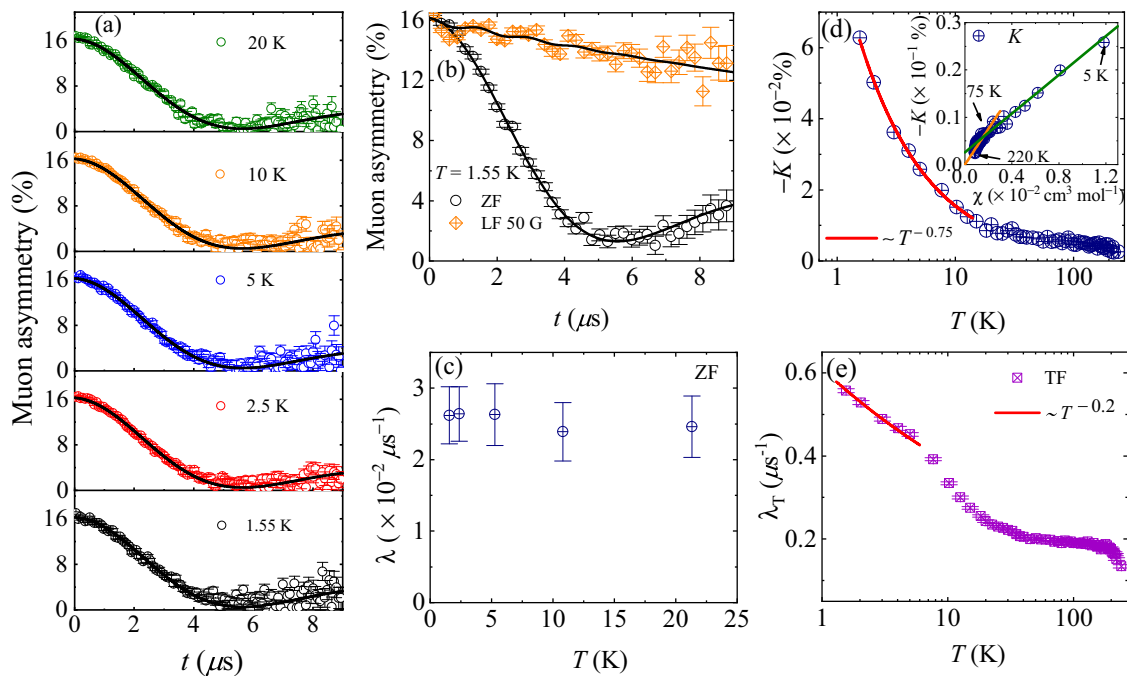 (a)
20 K
10 K
5 K
2.5 K
1.55 K
16
8
0
16
8
0
16
8
0
16
8
0
16
8
0
0 2 4 6 8
Muon asymmetry (%)
t (μs)
(b)
T = 1.55 K
ZF
LF 50 G
16
12
8
4
0
0 2 4 6 8
Muon asymmetry (%)
t (μs)
(c)
ZF
4
3
2
1
0
0 5 10 15 20 25
λ ( × 10⁻² μs⁻¹)
T (K)
(d)
6
4
2
0
1 10 100
−K (× 10⁻²%)
T (K)
~ T⁻⁰·⁷⁵
K
5 K
75 K
220 K
0.3
0.2
0.1
0.0
0.0 0.4 0.8 1.2
−K (× 10⁻¹ %)
χ (× 10⁻² cm³ mol⁻¹)
(e)
TF
~T⁻⁰·²
0.6
0.4
0.2
0.0
1 10 100
λ_T (μs⁻¹)
T (K)